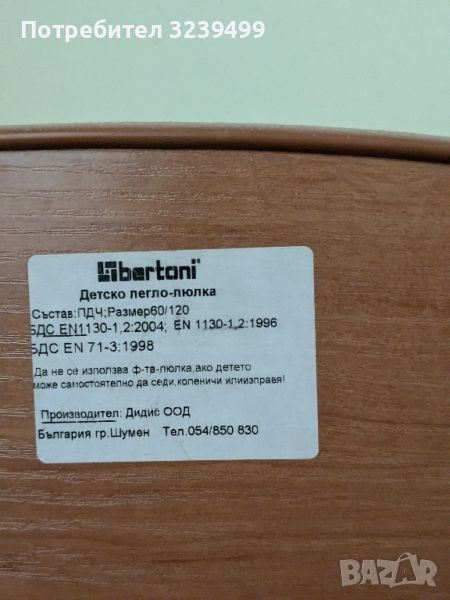 Потребител 3239499
libertoni
Детско легло-люлка
Състав:ПДЧ;Размер60/120
БДС EN1130-1,2:2004; EN 1130-1,2:1996
БДС EN 71-3:1998
Да не се използва ф-та-люлка,ако детето
може самостоятелно да седи,коленичи илиизправя!
Производител: Дидис ООД
България гр.Шумен Тел.054/850 830
BAZAR